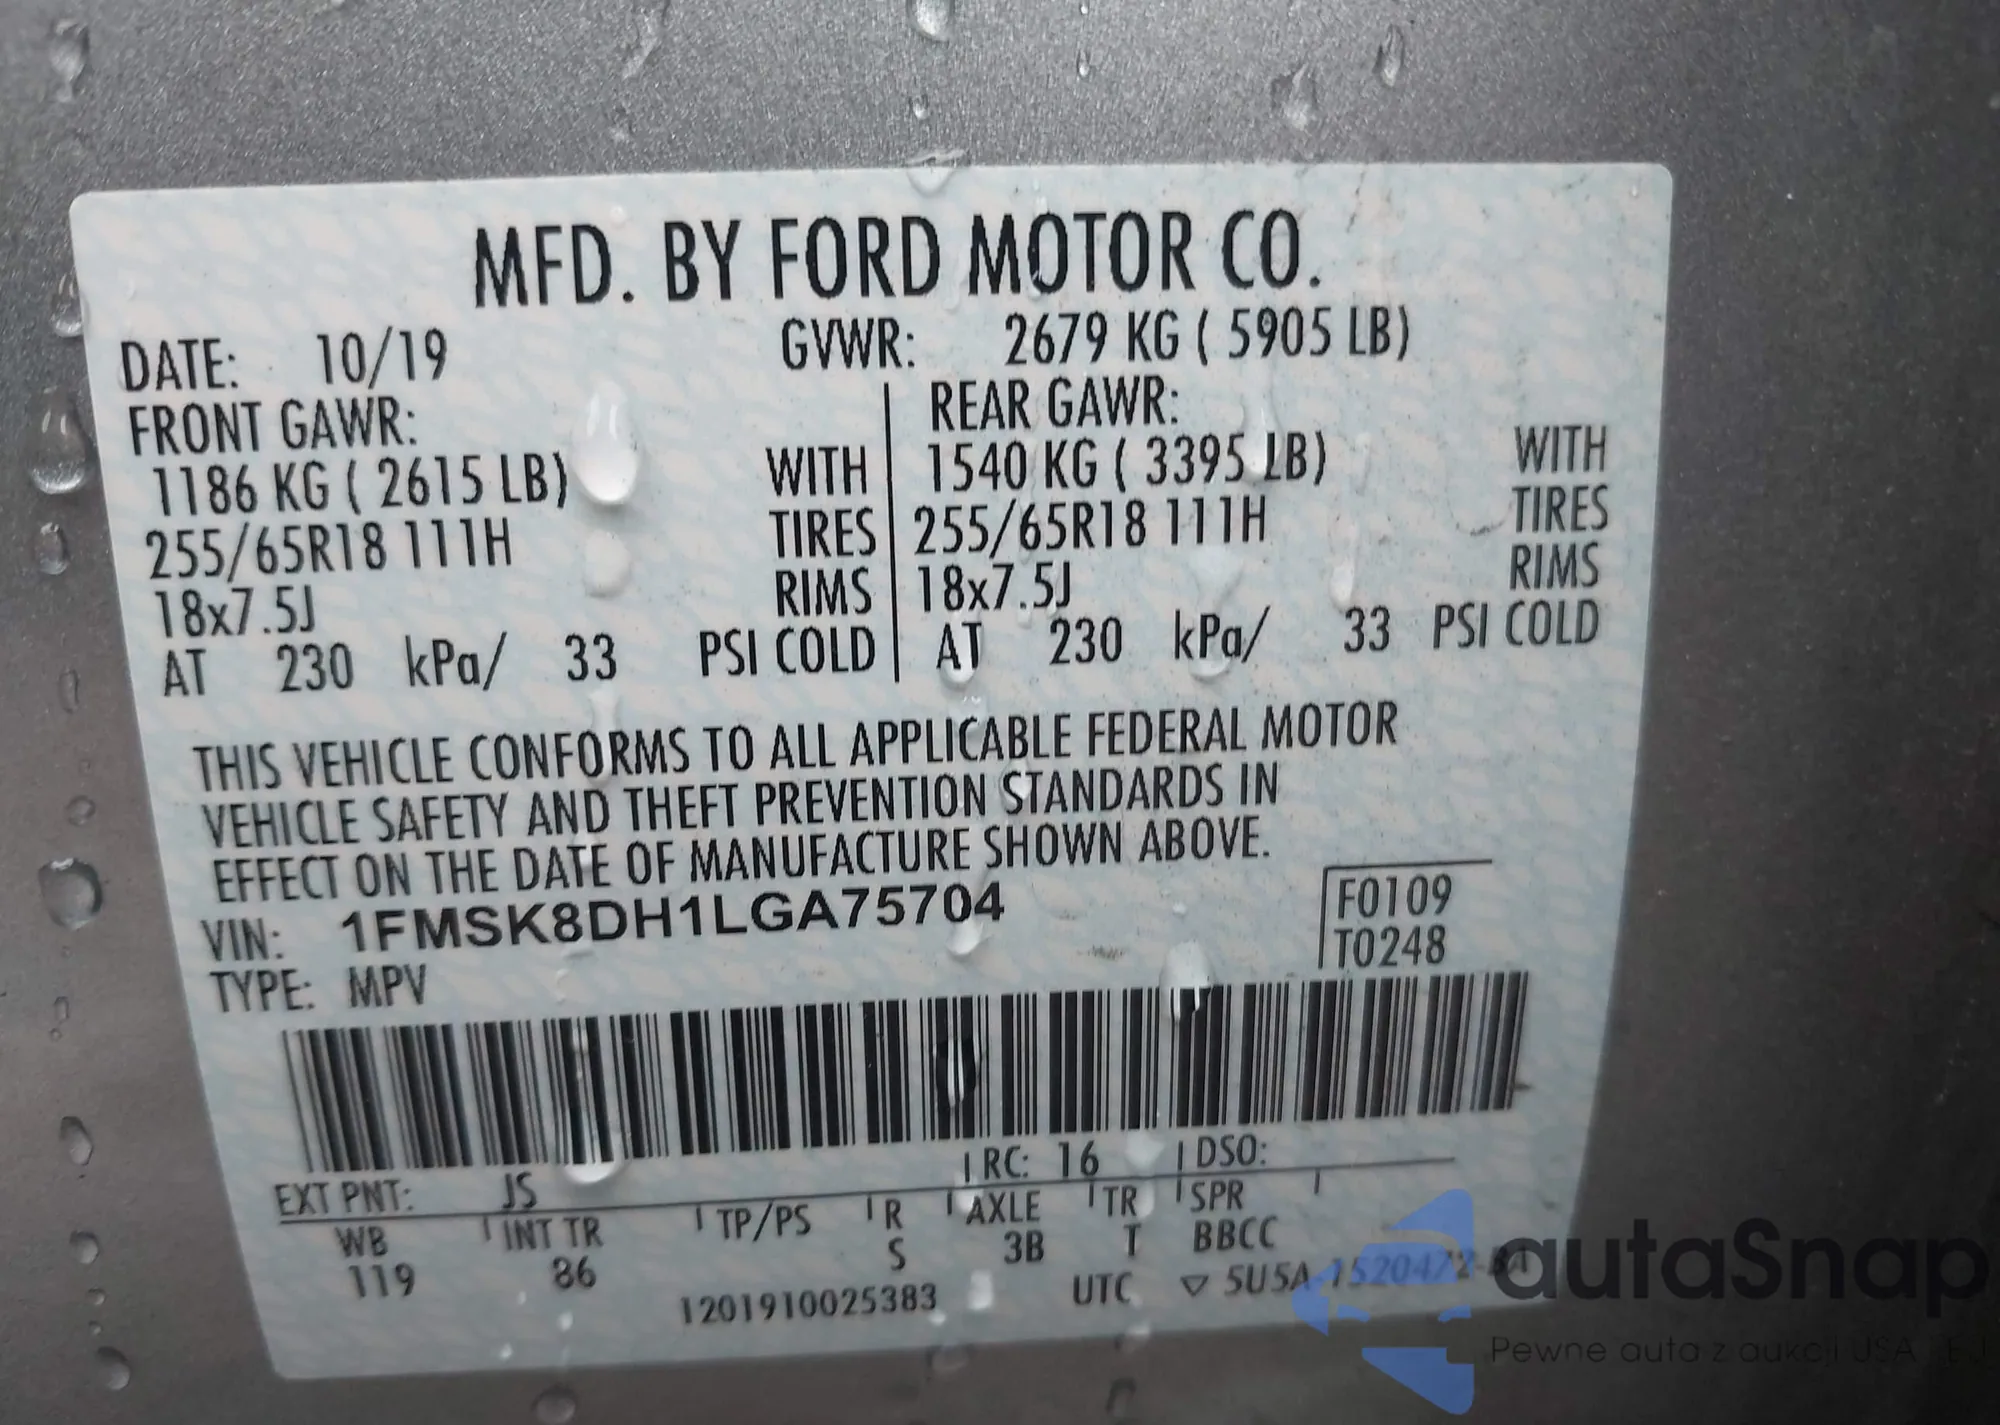 MFD. BY FORD MOTOR CO.
DATE: 10/19 GVWR: 2679 KG ( 5905 LB)
FRONT GAWR: REAR GAWR:
1186 KG ( 2615 LB) WITH 1540 KG ( 3395 LB) WITH
255/65R18 111H TIRES 255/65R18 111H TIRES
18x7.5J RIMS 18x7.5J RIMS
AT 230 kPa/ 33 PSI COLD AT 230 kPa/ 33 PSI COLD
THIS VEHICLE CONFORMS TO ALL APPLICABLE FEDERAL MOTOR
VEHICLE SAFETY AND THEFT PREVENTION STANDARDS IN
EFFECT ON THE DATE OF MANUFACTURE SHOWN ABOVE.
VIN: 1FMSK8DH1LGA75704 F0109
TYPE: MPV T0248
EXT PNT: JS RC: 16 DSO:
WB INT TR TP/PS R AXLE TR SPR
119 86 S 3B T BBCC
1201910025383 UTC ▽ 5U5A-1520472-BA
autaSnap
Pewne auta z aukcji USA i EU